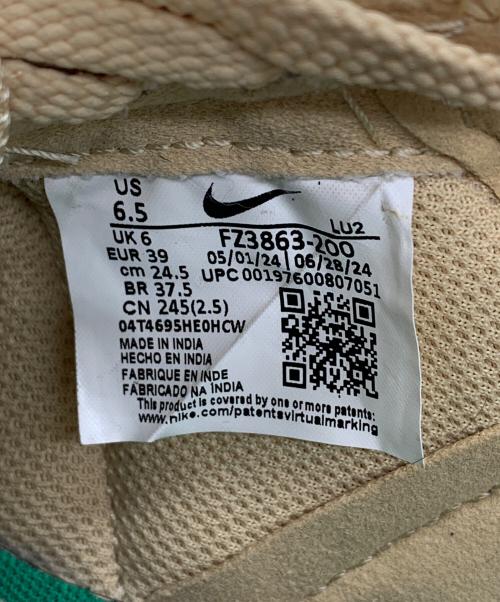 US
6.5
LU2
UK 6
FZ3863-200
EUR 39
05/01/24 | 06/28/24
cm 24.5
UPC 00197600807051
BR 37.5
CN 245(2.5)
04T4695HE0HCW
MADE IN INDIA
HECHO EN INDIA
FABRIQUE EN INDE
FABRICADO NA ÍNDIA
This product is covered by one or more patents:
www.nike.com/patentsvirtualmarking